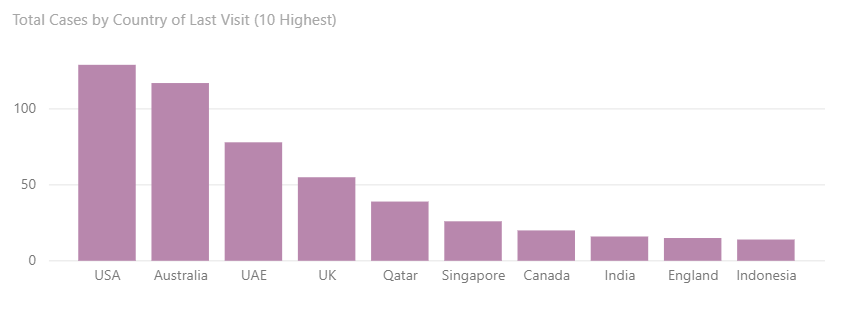 Total Cases by Country of Last Visit (10 Highest)
100
50
0
USA Australia UAE UK Qatar Singapore Canada India England Indonesia